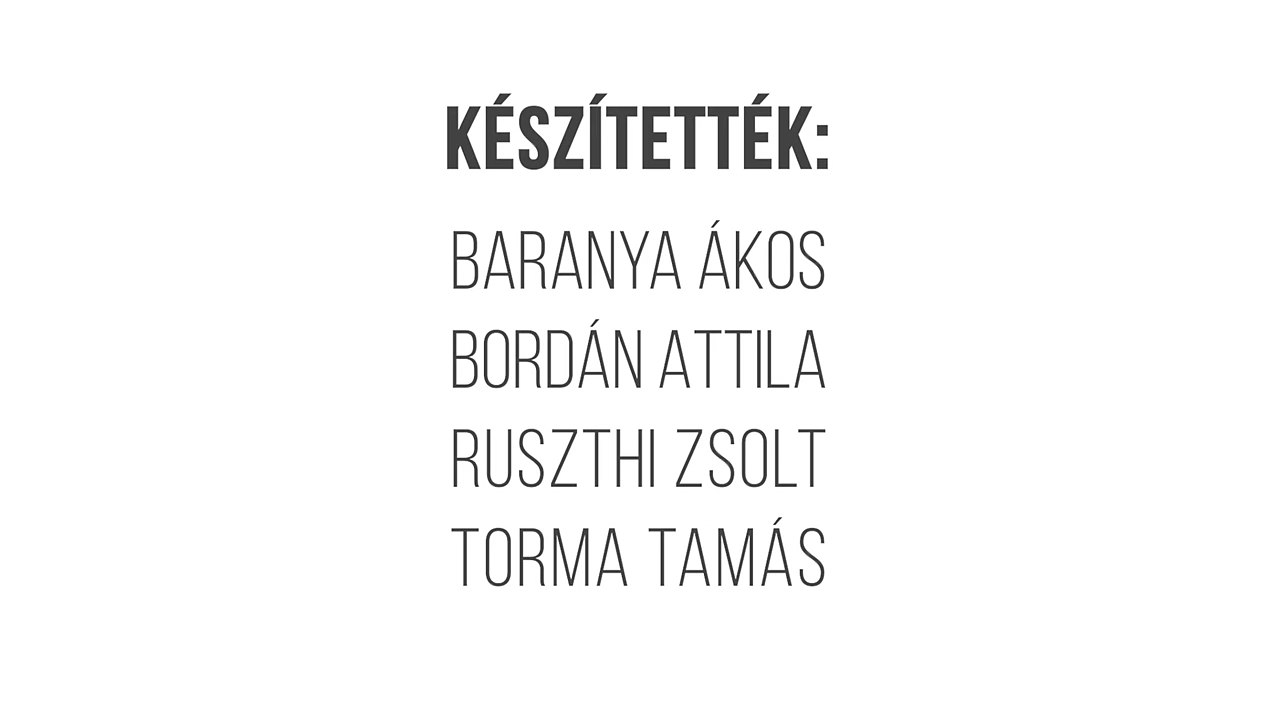 KÉSZÍTETTÉK:
BARANYA ÁKOS
BORDÁN ATTILA
RUSZTHI ZSOLT
TORMA TAMÁS